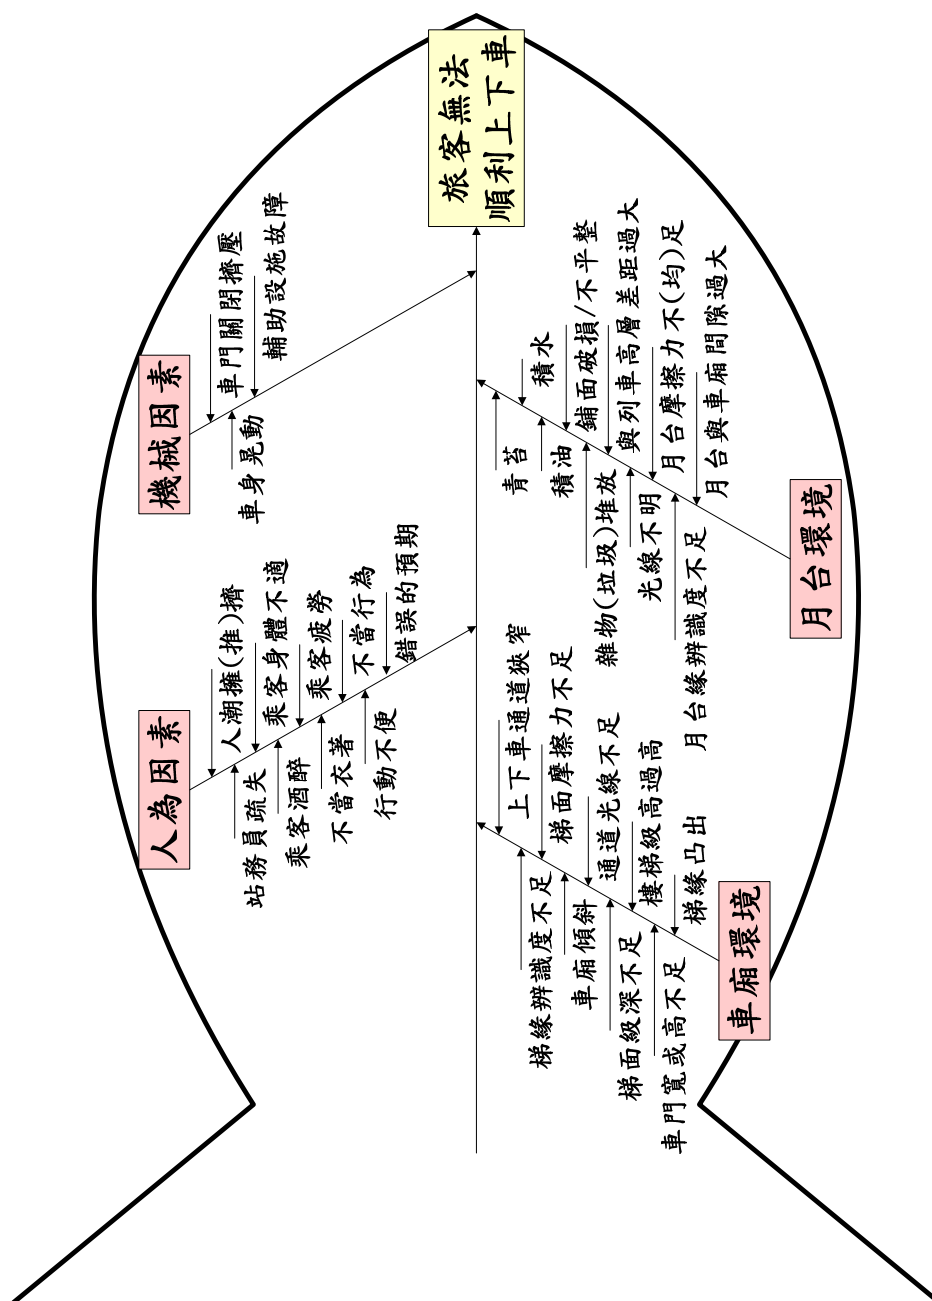 旅客無法
順利上下車
機械因素
車門關閉擠壓
輔助設施故障
車身晃動
人為因素
人潮擁(推)擠
乘客身體不適
乘客疲勞
不當行為
錯誤的預期
站務員疏失
乘客酒醉
不當衣著
行動不便
月台環境
積水
鋪面破損/不平整
與列車高層差距過大
月台摩擦力不(均)足
月台與車廂間隙過大
青苔
積油
雜物(垃圾)堆放
光線不明
月台緣辨識度不足
車廂環境
上下車通道狹窄
梯面摩擦力不足
通道光線不足
樓梯級高過高
梯緣凸出
梯緣辨識度不足
車廂傾斜
梯面級深不足
車門寬或高不足